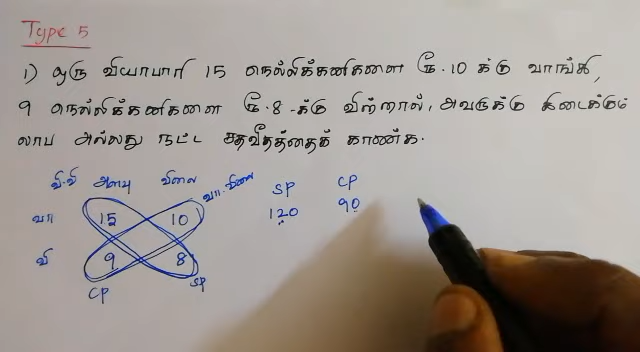 Type 5
1) ஒரு வியாபாரி 15 நெல்லிக்கனிகளை ரூ.10 க்கு வாங்கி,
9 நெல்லிக்கனிகளை ரூ.8-க்கு விற்றால், அவருக்கு கிடைக்கும்
லாப அல்லது நட்ட சதவீதத்தைக் காண்க.
வி.வி அளவு விலை வா.விலை SP CP
வா 15 10 120 90
வி 9 8
CP SP